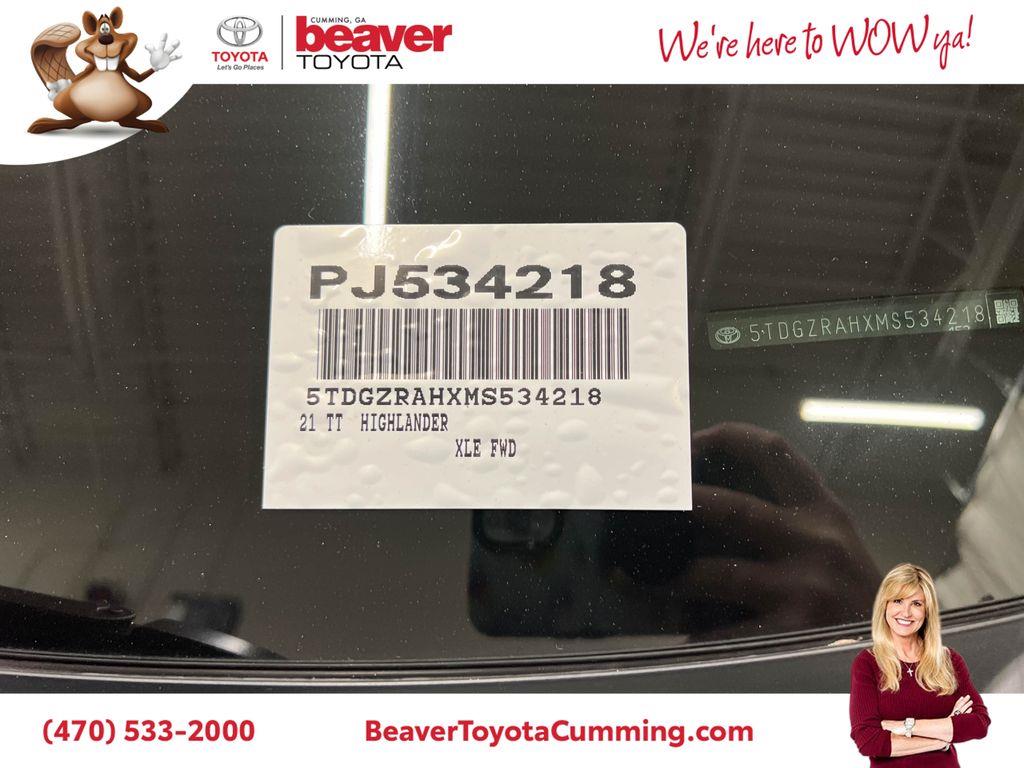 CUMMING, GA
TOYOTA
Let's Go Places
beaver
TOYOTA
We're here to WOW ya!
PJ534218
5TDGZRAHXMS534218
5TDGZRAHXMS534218
21 TT HIGHLANDER
XLE FWD
(470) 533-2000
BeaverToyotaCumming.com